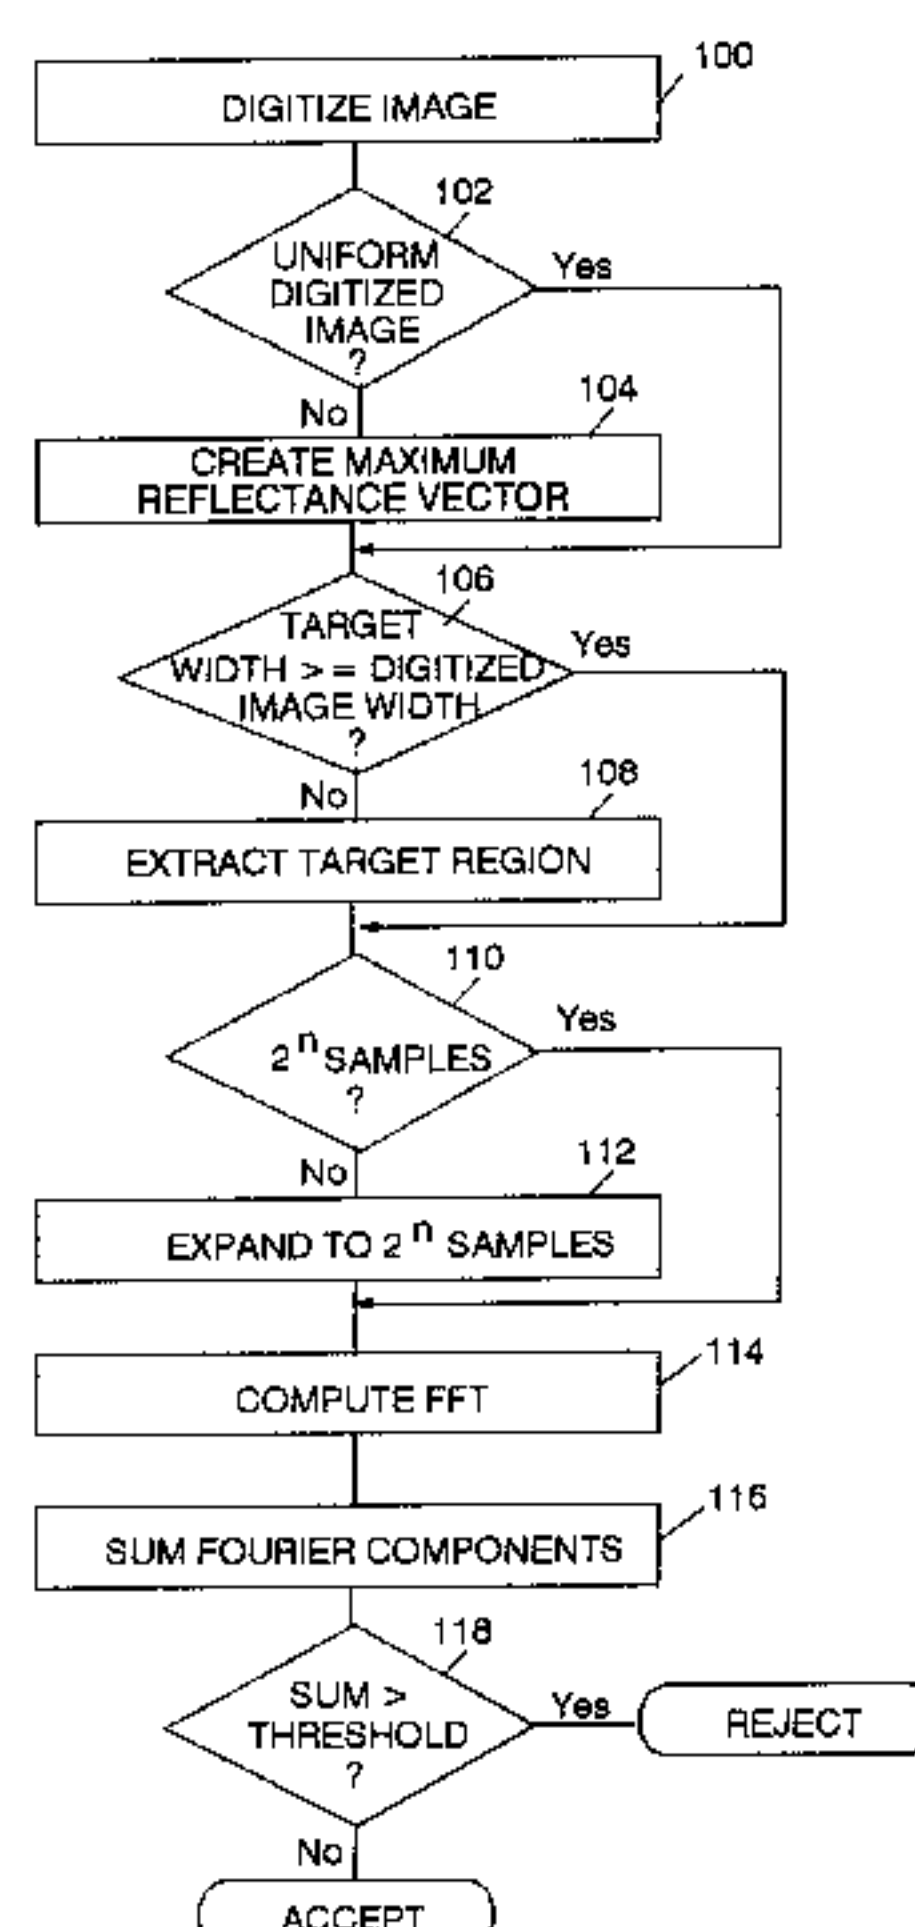 100
DIGITIZE IMAGE
102
UNIFORM
DIGITIZED
IMAGE
?
Yes
No
104
CREATE MAXIMUM
REFLECTANCE VECTOR
106
TARGET
WIDTH >= DIGITIZED
IMAGE WIDTH
?
Yes
No
108
EXTRACT TARGET REGION
110
2^n SAMPLES
?
Yes
No
112
EXPAND TO 2^n SAMPLES
114
COMPUTE FFT
116
SUM FOURIER COMPONENTS
118
SUM >
THRESHOLD
?
Yes
REJECT
No
ACCEPT